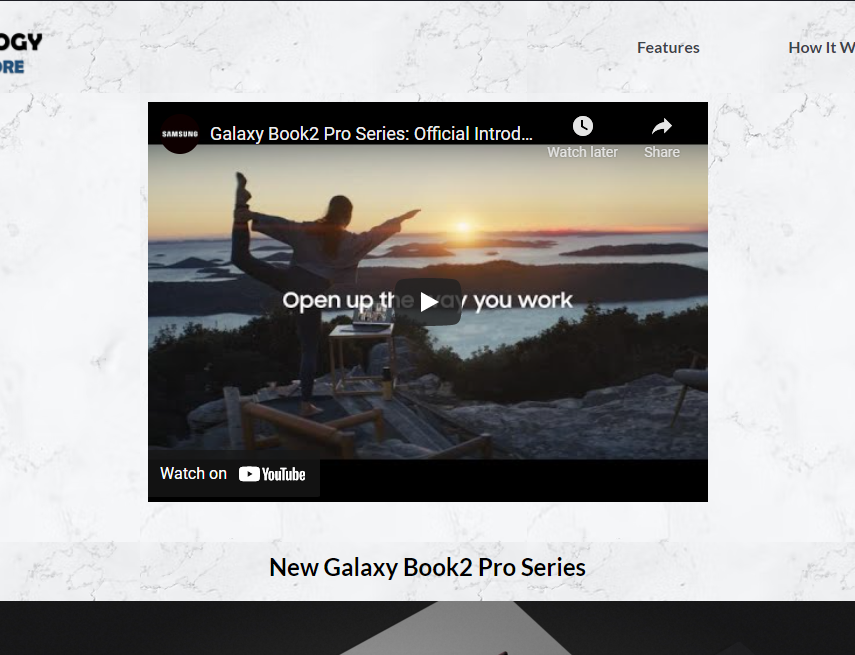 OGY
ORE
Features
How It W
SAMSUNG
Galaxy Book2 Pro Series: Official Introd...
Watch later
Share
Open up the way you work
Watch on YouTube
New Galaxy Book2 Pro Series